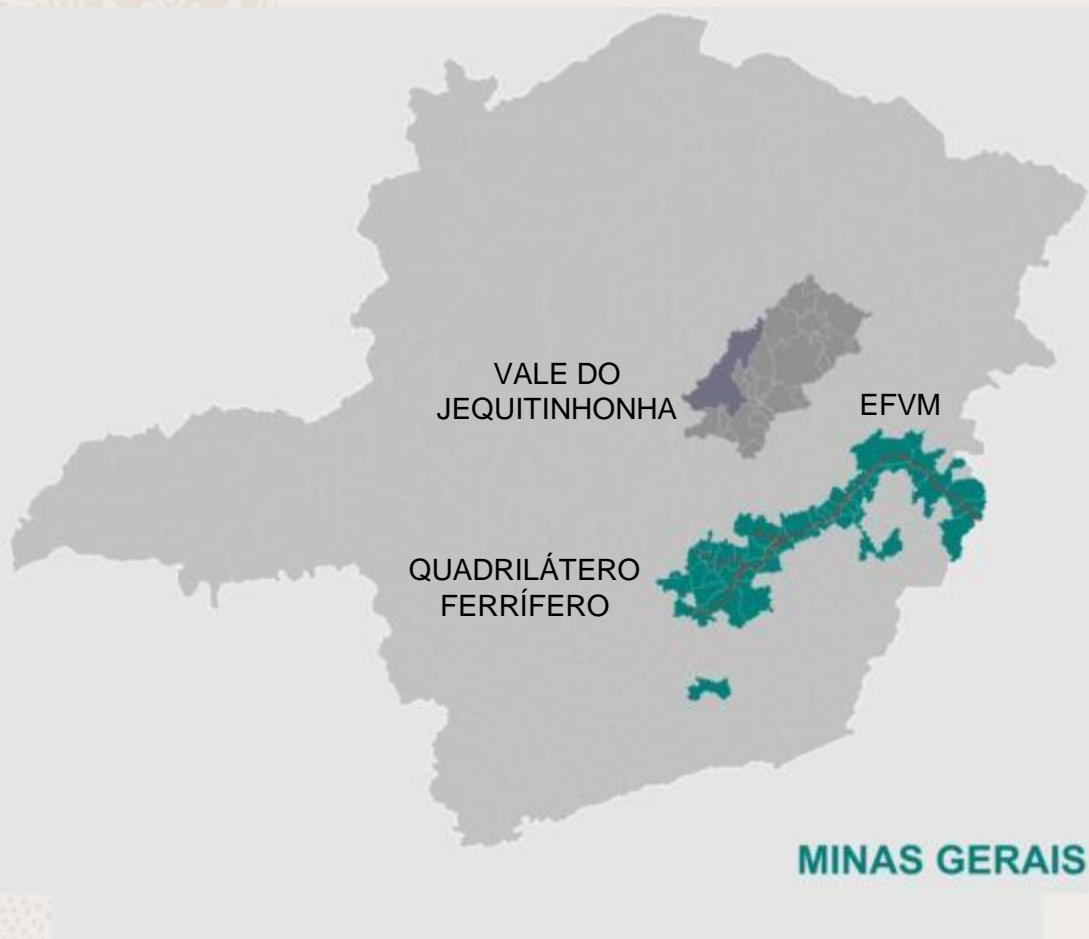 VALE DO
JEQUITINHONHA
EFVM
QUADRILÁTERO
FERRÍFERO
MINAS GERAIS